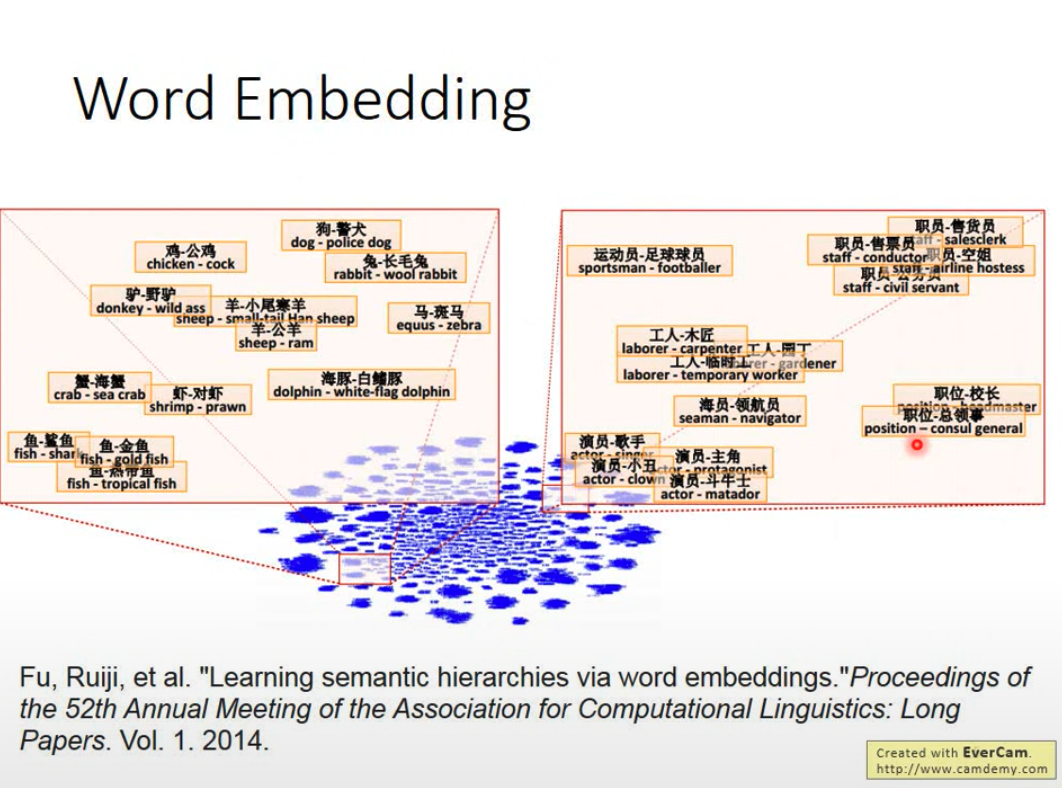 Word Embedding
狗-警犬
dog - police dog
鸡-公鸡
chicken - cock
兔-长毛兔
rabbit - wool rabbit
驴-野驴
donkey - wild ass
羊-小尾寒羊
sheep - small-tail Han sheep
羊-公羊
sheep - ram
马-斑马
equus - zebra
蟹-海蟹
crab - sea crab
虾-对虾
shrimp - prawn
海豚-白鳍豚
dolphin - white-flag dolphin
鱼-鲨鱼
fish - shark
鱼-金鱼
fish - gold fish
鱼-热带鱼
fish - tropical fish
运动员-足球球员
sportsman - footballer
职员-售货员
salesclerk
职员-售票员
staff - conductor
职员-空姐
staff - airline hostess
职员-公务员
staff - civil servant
工人-木匠
laborer - carpenter
工人-园丁
gardener
工人-临时工
laborer - temporary worker
海员-领航员
seaman - navigator
职位-校长
position - headmaster
职位-总领事
position – consul general
演员-歌手
actor - singer
演员-小丑
actor - clown
演员-主角
actor - protagonist
演员-斗牛士
actor - matador
Fu, Ruiji, et al. "Learning semantic hierarchies via word embeddings."Proceedings of
the 52th Annual Meeting of the Association for Computational Linguistics: Long
Papers. Vol. 1. 2014.
Created with EverCam.
http://www.camdemy.com